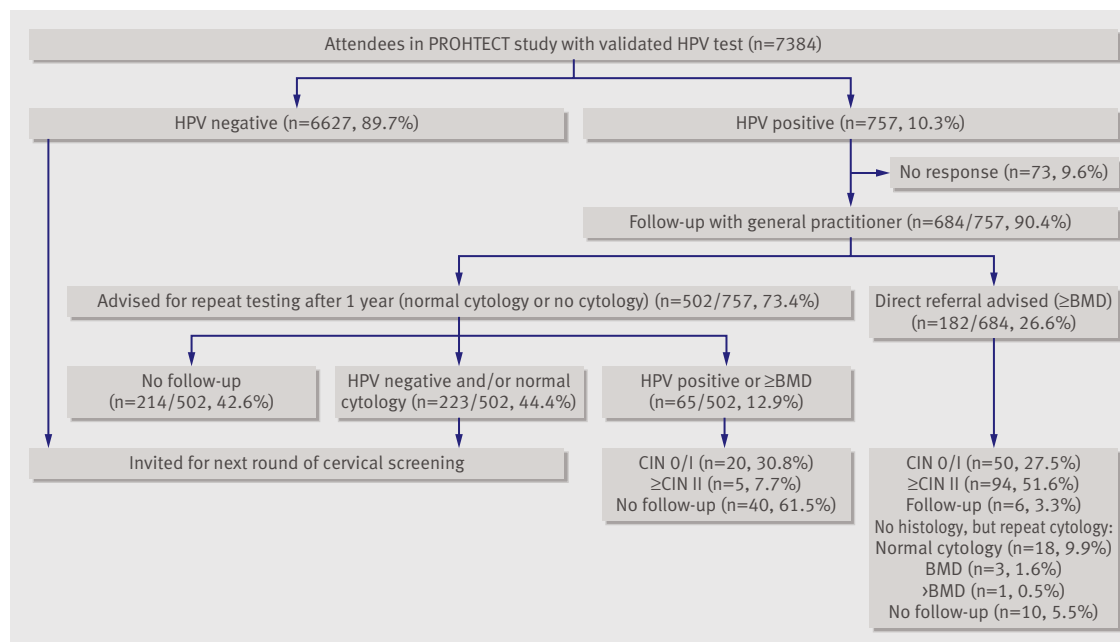 Attendees in PROHTECT study with validated HPV test (n=7384)
HPV negative (n=6627, 89.7%)
HPV positive (n=757, 10.3%)
No response (n=73, 9.6%)
Follow-up with general practitioner (n=684/757, 90.4%)
Advised for repeat testing after 1 year (normal cytology or no cytology) (n=502/757, 73.4%)
Direct referral advised (≥BMD)
(n=182/684, 26.6%)
No follow-up
(n=214/502, 42.6%)
HPV negative and/or normal
cytology (n=223/502, 44.4%)
HPV positive or ≥BMD
(n=65/502, 12.9%)
Invited for next round of cervical screening
CIN 0/I (n=20, 30.8%)
≥CIN II (n=5, 7.7%)
No follow-up (n=40, 61.5%)
CIN 0/I (n=50, 27.5%)
≥CIN II (n=94, 51.6%)
Follow-up (n=6, 3.3%)
No histology, but repeat cytology:
Normal cytology (n=18, 9.9%)
BMD (n=3, 1.6%)
›BMD (n=1, 0.5%)
No follow-up (n=10, 5.5%)